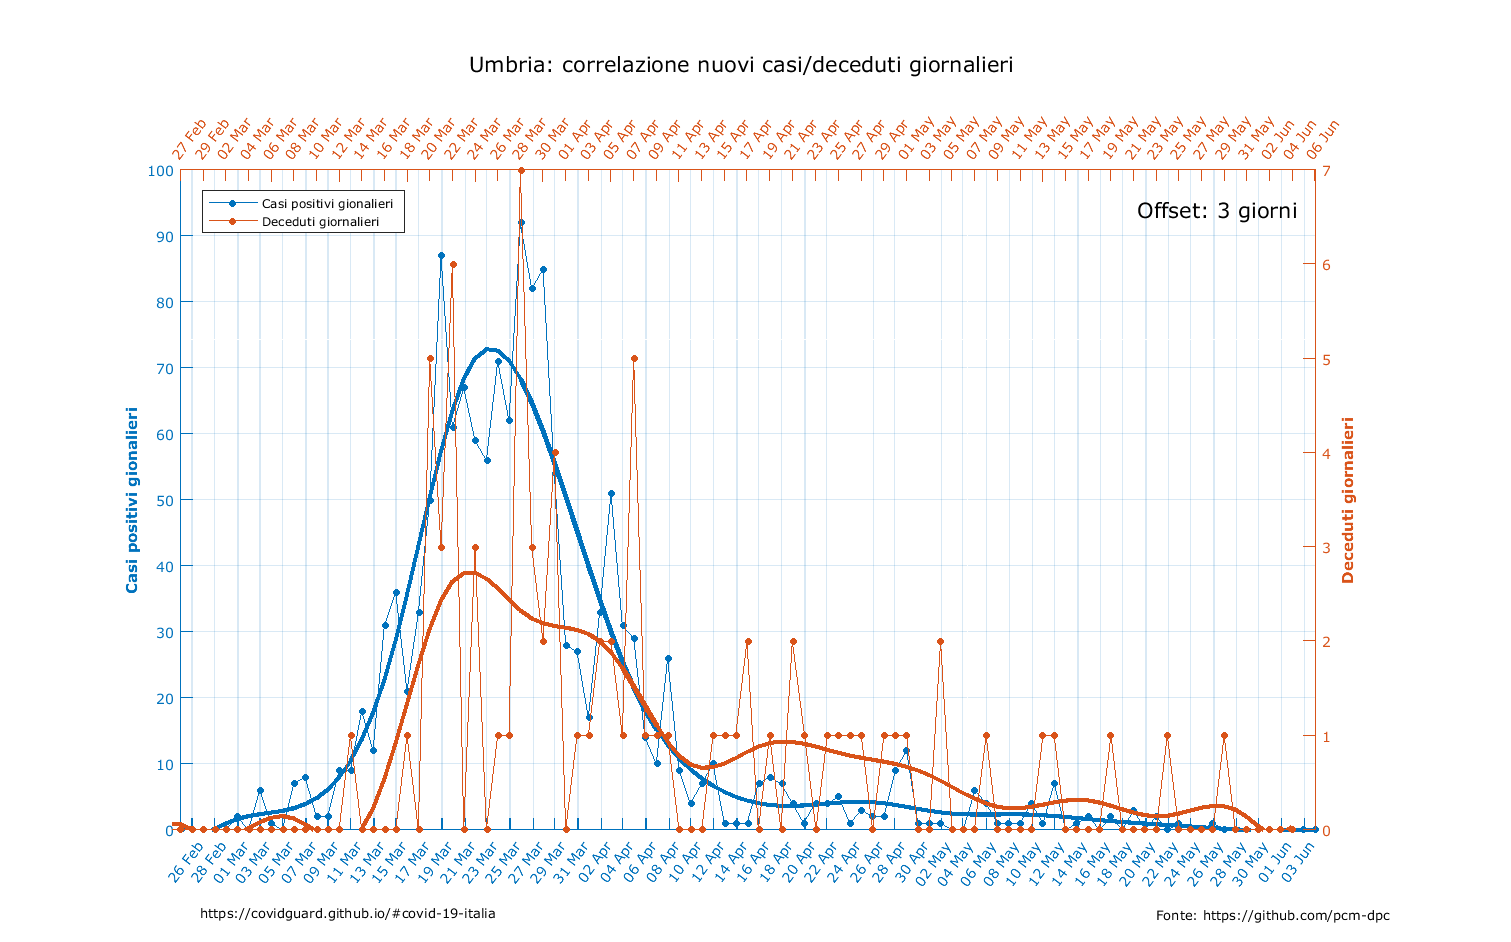 Umbria: correlazione nuovi casi/deceduti giornalieri
27 Feb 29 Feb 02 Mar 04 Mar 06 Mar 08 Mar 10 Mar 12 Mar 14 Mar 16 Mar 18 Mar 20 Mar 22 Mar 24 Mar 26 Mar 28 Mar 30 Mar 01 Apr 03 Apr 05 Apr 07 Apr 09 Apr 11 Apr 13 Apr 15 Apr 17 Apr 19 Apr 21 Apr 23 Apr 25 Apr 27 Apr 29 Apr 01 May 03 May 05 May 07 May 09 May 11 May 13 May 15 May 17 May 19 May 21 May 23 May 25 May 27 May 29 May 31 May 02 Jun 04 Jun 06 Jun
Casi positivi gionalieri
Deceduti giornalieri
Offset: 3 giorni
100
90
80
70
60
50
40
30
20
10
0
Casi positivi gionalieri
7
6
5
4
3
2
1
0
Deceduti giornalieri
26 Feb 28 Feb 01 Mar 03 Mar 05 Mar 07 Mar 09 Mar 11 Mar 13 Mar 15 Mar 17 Mar 19 Mar 21 Mar 23 Mar 25 Mar 27 Mar 29 Mar 31 Mar 02 Apr 04 Apr 06 Apr 08 Apr 10 Apr 12 Apr 14 Apr 16 Apr 18 Apr 20 Apr 22 Apr 24 Apr 26 Apr 28 Apr 30 Apr 02 May 04 May 06 May 08 May 10 May 12 May 14 May 16 May 18 May 20 May 22 May 24 May 26 May 28 May 30 May 01 Jun 03 Jun
https://covidguard.github.io/#covid-19-italia
Fonte: https://github.com/pcm-dpc